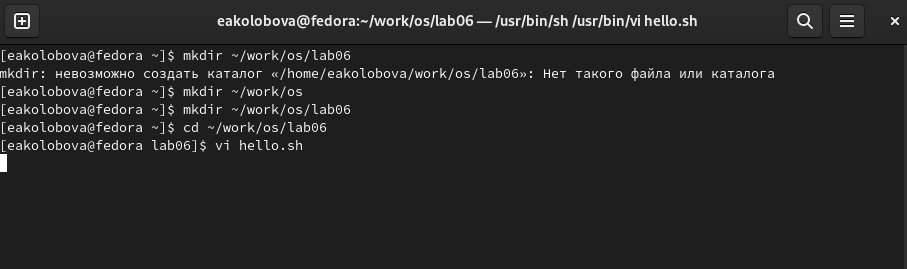 eakolobova@fedora:~/work/os/lab06 — /usr/bin/sh /usr/bin/vi hello.sh
[eakolobova@fedora ~]$ mkdir ~/work/os/lab06
mkdir: невозможно создать каталог «/home/eakolobova/work/os/lab06»: Нет такого файла или каталога
[eakolobova@fedora ~]$ mkdir ~/work/os
[eakolobova@fedora ~]$ mkdir ~/work/os/lab06
[eakolobova@fedora ~]$ cd ~/work/os/lab06
[eakolobova@fedora lab06]$ vi hello.sh